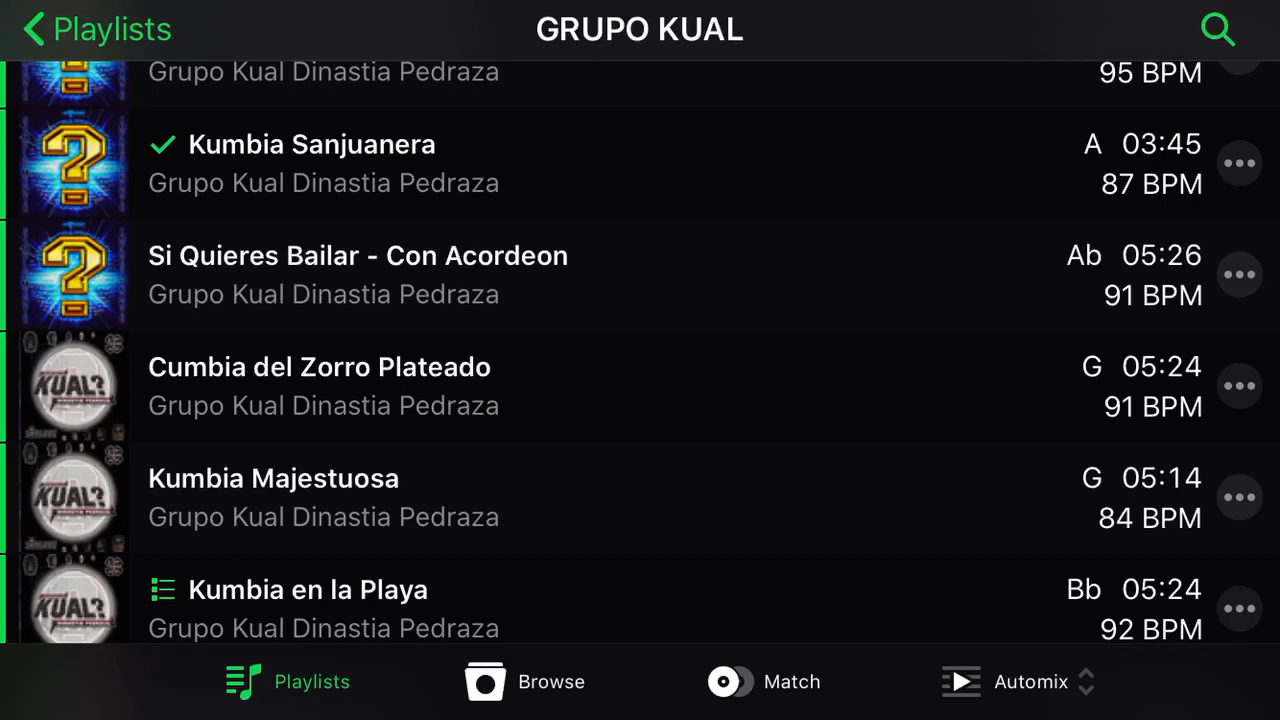 Playlists
GRUPO KUAL
Grupo Kual Dinastia Pedraza
95 BPM
Kumbia Sanjuanera
A 03:45
Grupo Kual Dinastia Pedraza
87 BPM
Si Quieres Bailar - Con Acordeon
Ab 05:26
Grupo Kual Dinastia Pedraza
91 BPM
KUAL?
Cumbia del Zorro Plateado
G 05:24
Grupo Kual Dinastia Pedraza
91 BPM
KUAL?
Kumbia Majestuosa
G 05:14
Grupo Kual Dinastia Pedraza
84 BPM
KUAL?
Kumbia en la Playa
Bb 05:24
Grupo Kual Dinastia Pedraza
92 BPM
Playlists
Browse
Match
Automix